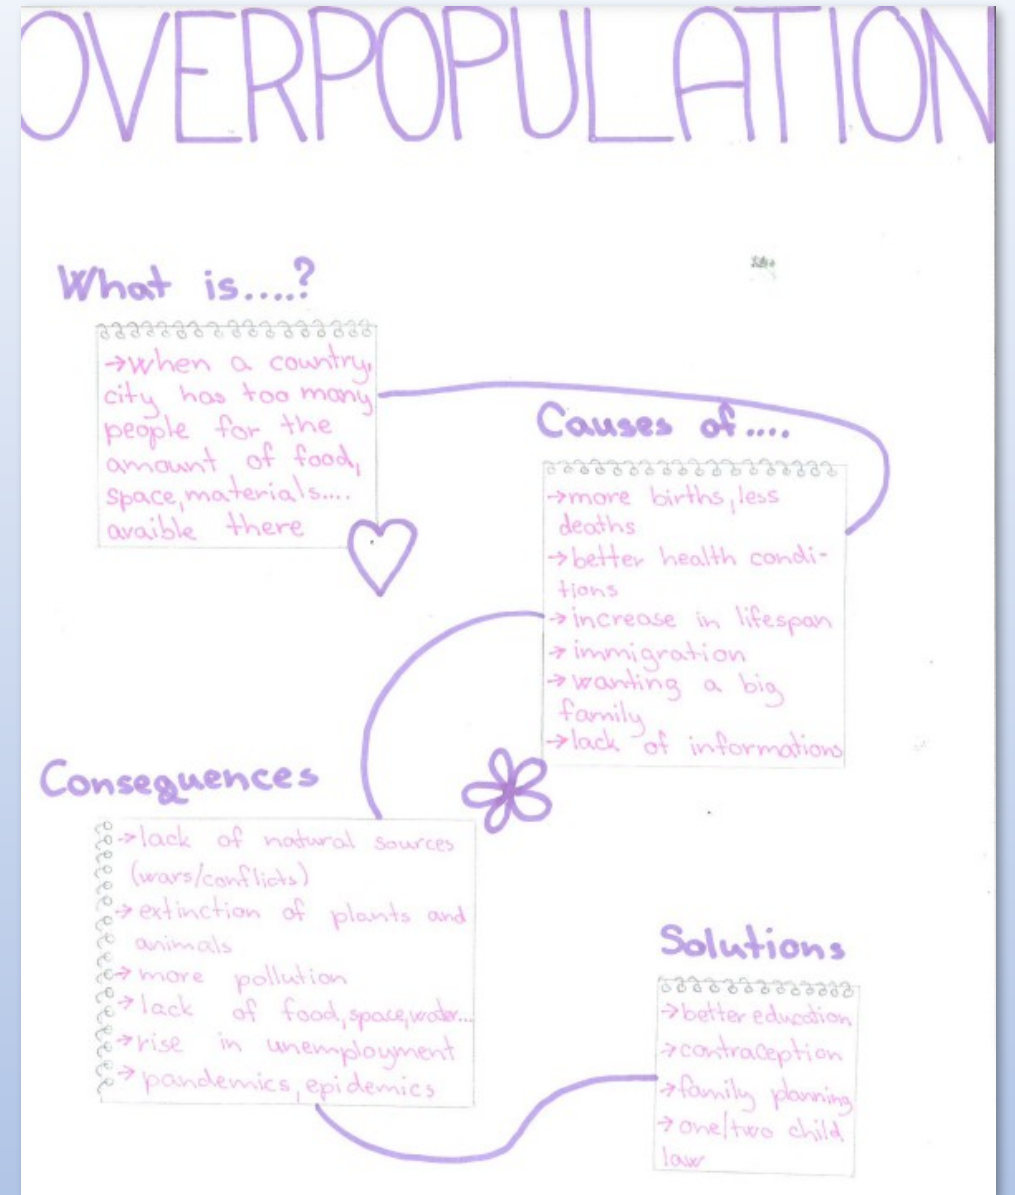 OVERPOPULATION
What is....?
→when a country,
city has too many
people for the
amount of food,
space, materials....
avaible there
Causes of....
→more births, less
deaths
→better health condi-
tions
→increase in lifespan
→immigration
→wanting a big
family
→lack of informations
Consequences
→lack of natural sources
(wars/conflicts)
→extinction of plants and
animals
→more pollution
→lack of food, space, water...
→rise in unemployment
→pandemics, epidemics
Solutions
→better education
→contraception
→family planning
→one/two child
law